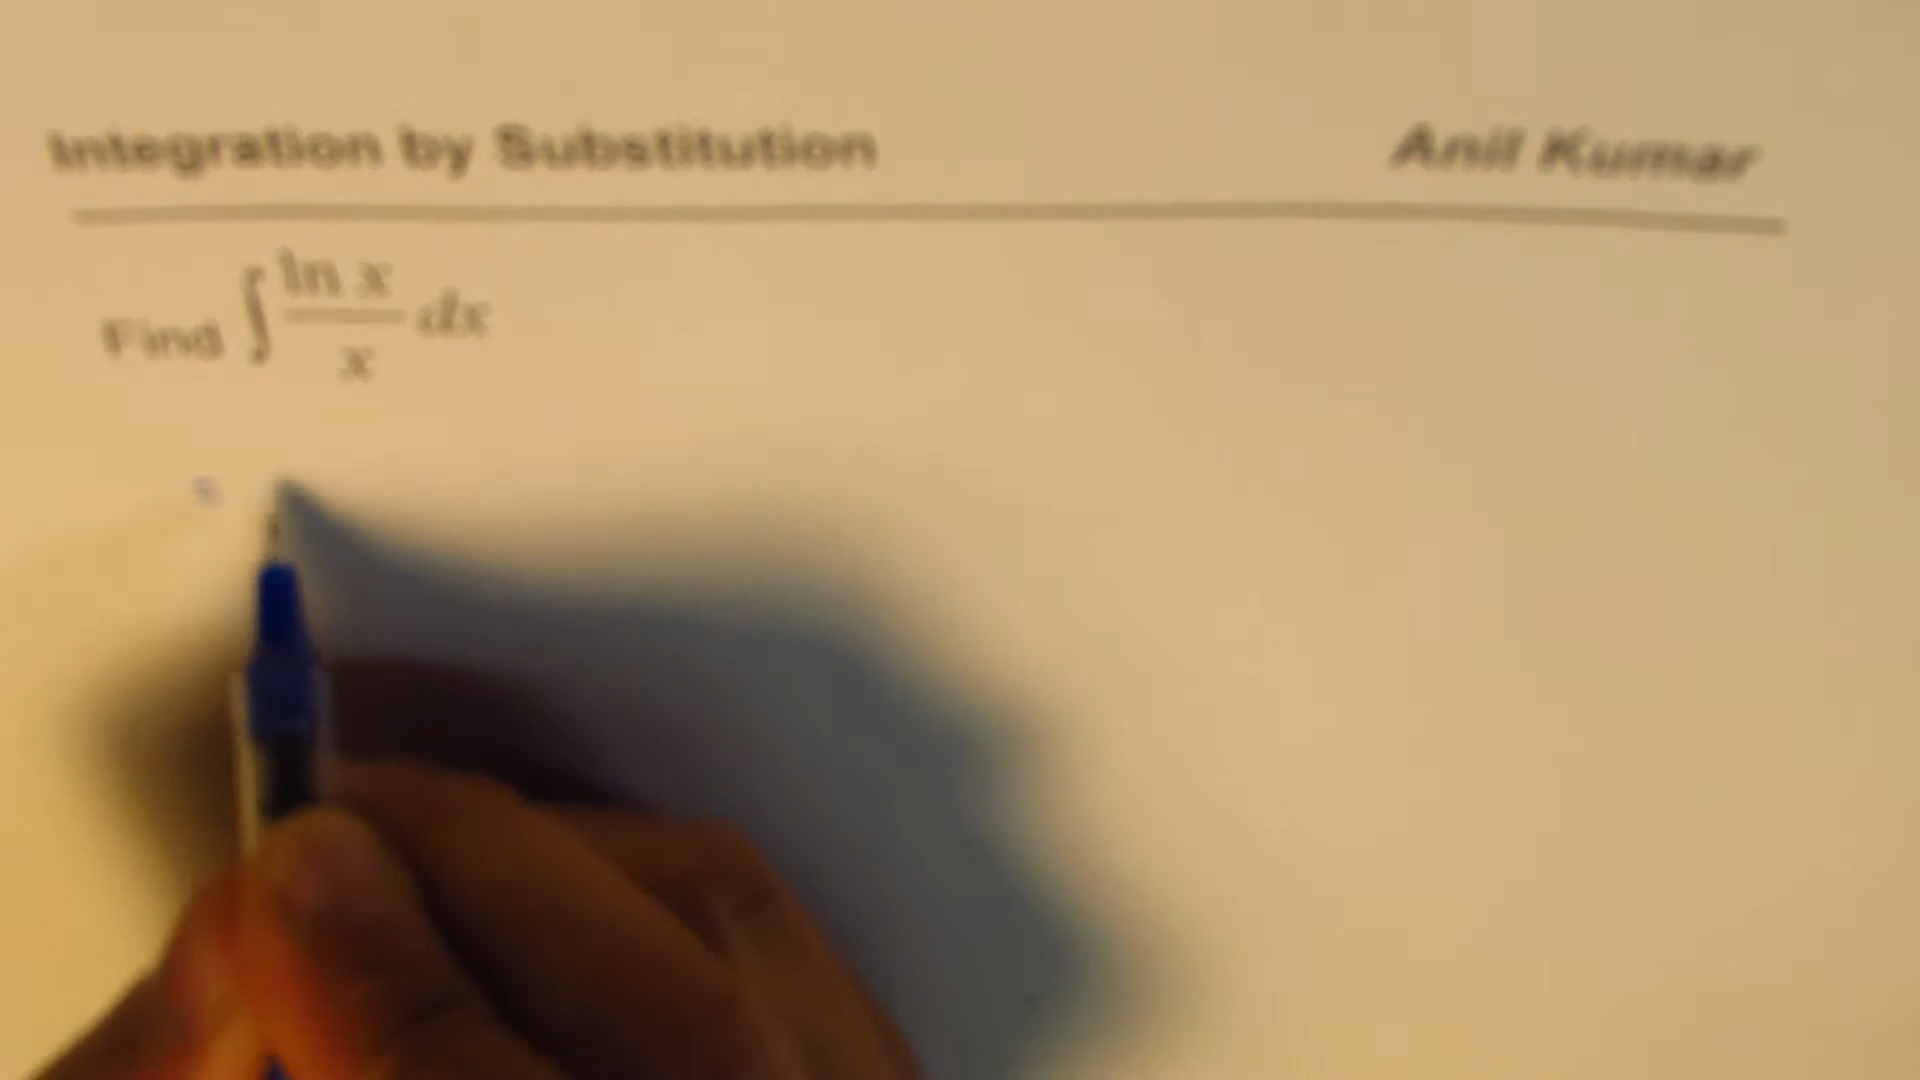 Integration by Substitution Anil Kumar
Find ∫ ln x / x dx